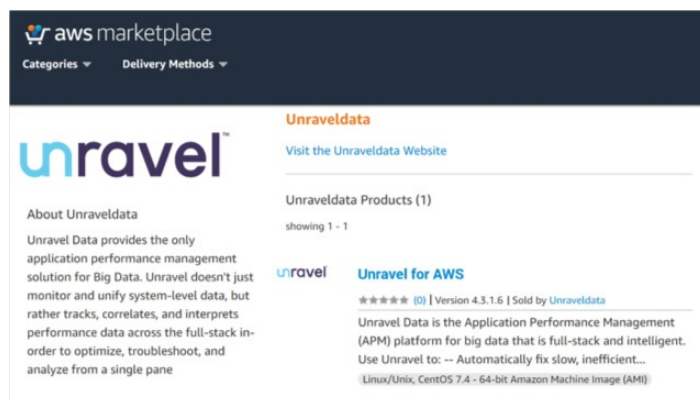 aws marketplace
Categories
Delivery Methods
unravel™
About Unraveldata
Unravel Data provides the only
application performance management
solution for Big Data. Unravel doesn't just
monitor and unify system-level data, but
rather tracks, correlates, and interprets
performance data across the full-stack in-
order to optimize, troubleshoot, and
analyze from a single pane
Unraveldata
Visit the Unraveldata Website
Unraveldata Products (1)
showing 1 - 1
unravel
Unravel for AWS
(0) | Version 4.3.1.6 | Sold by Unraveldata
Unravel Data is the Application Performance Management
(APM) platform for big data that is full-stack and intelligent.
Use Unravel to: -- Automatically fix slow, inefficient...
Linux/Unix, CentOS 7.4 - 64-bit Amazon Machine Image (AMI)